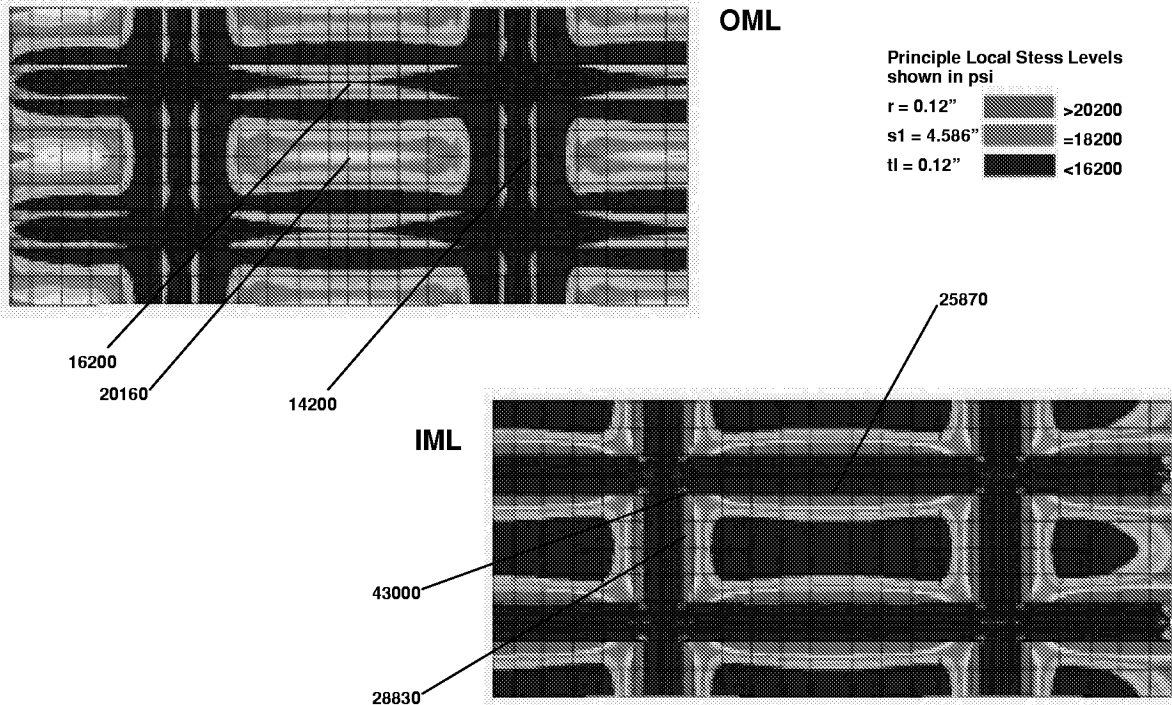 OML
Principle Local Stess Levels
shown in psi
r = 0.12” >20200
s1 = 4.586” =18200
tl = 0.12” <16200
16200
20160
14200
25870
IML
43000
28830